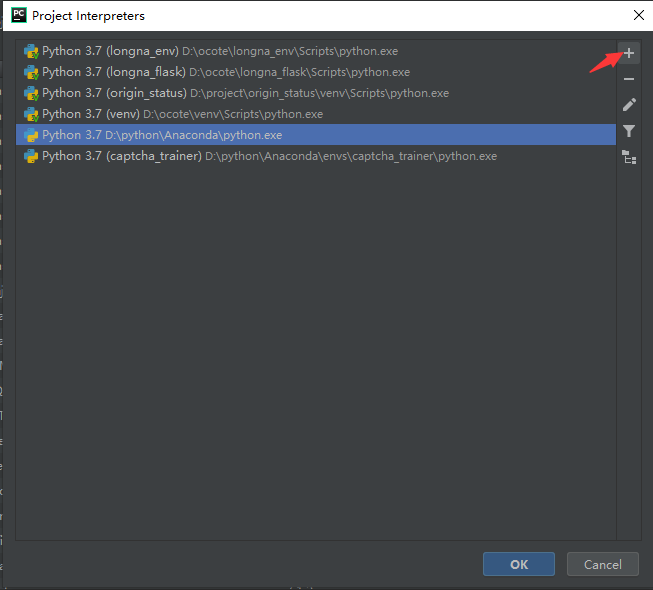 PC Project Interpreters
Python 3.7 (longna_env) D:\ocote\longna_env\Scripts\python.exe
Python 3.7 (longna_flask) D:\ocote\longna_flask\Scripts\python.exe
Python 3.7 (origin_status) D:\project\origin_status\venv\Scripts\python.exe
Python 3.7 (venv) D:\ocote\venv\Scripts\python.exe
Python 3.7 D:\python\Anaconda\python.exe
Python 3.7 (captcha_trainer) D:\python\Anaconda\envs\captcha_trainer\python.exe
OK Cancel